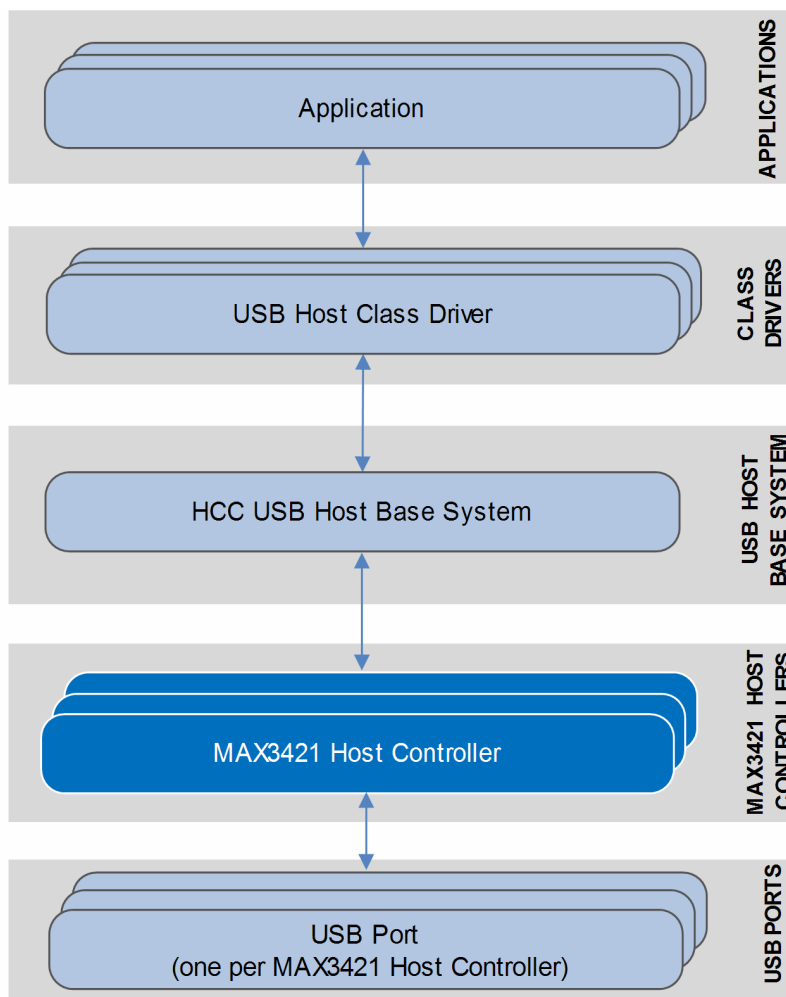 Application
APPLICATIONS
USB Host Class Driver
CLASS
DRIVERS
HCC USB Host Base System
USB HOST
BASE SYSTEM
MAX3421 Host Controller
MAX3421 HOST
CONTROLLERS
USB Port
(one per MAX3421 Host Controller)
USB PORTS